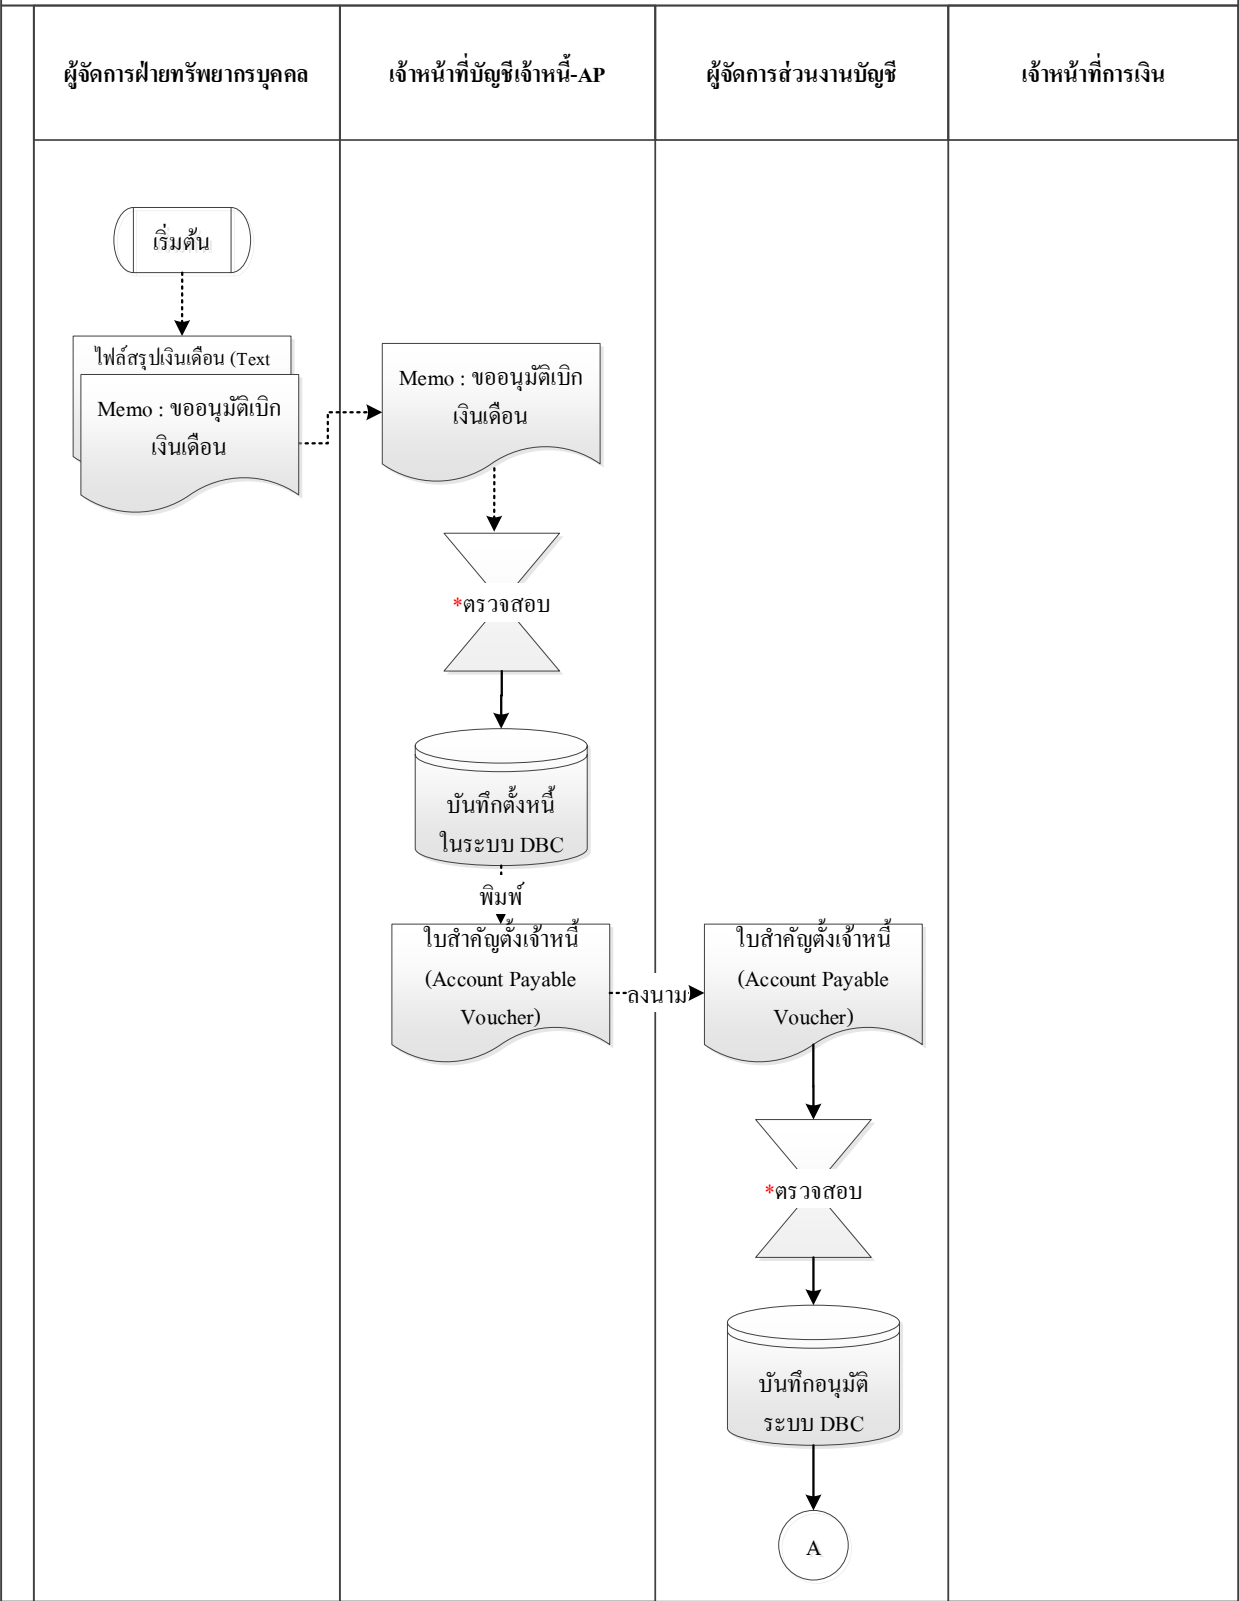 ผู้จัดการฝ่ายทรัพยากรบุคคล
เจ้าหน้าที่บัญชีเจ้าหนี้-AP
ผู้จัดการส่วนงานบัญชี
เจ้าหน้าที่การเงิน
เริ่มต้น
ไฟล์สรุปเงินเดือน (Text
Memo : ขออนุมัติเบิก
เงินเดือน
Memo : ขออนุมัติเบิก
เงินเดือน
*ตรวจสอบ
บันทึกตั้งหนี้
ในระบบ DBC
พิมพ์
ใบสำคัญตั้งเจ้าหนี้
(Account Payable
Voucher)
ลงนาม
ใบสำคัญตั้งเจ้าหนี้
(Account Payable
Voucher)
*ตรวจสอบ
บันทึกอนุมัติ
ระบบ DBC
A